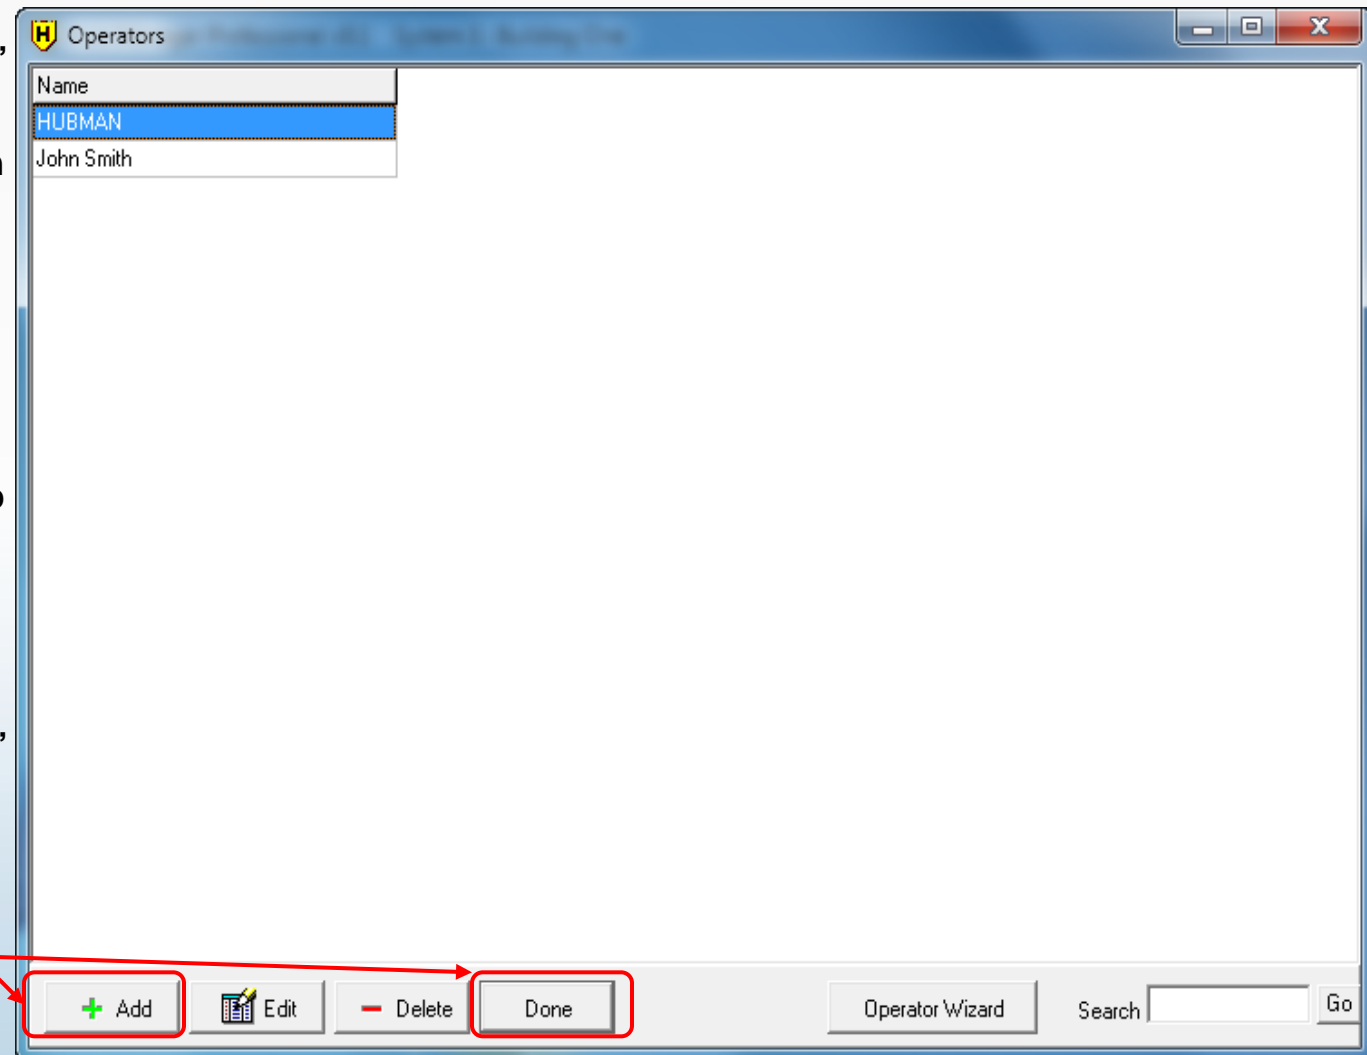 ”
H Operators
Name
HUBMAN
John Smith
Add Edit Delete Done Operator Wizard Search Go